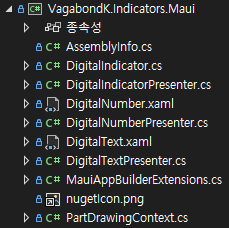 VagabondK.Indicators.Maui
종속성
AssemblyInfo.cs
DigitalIndicator.cs
DigitalIndicatorPresenter.cs
DigitalNumber.xaml
DigitalNumberPresenter.cs
DigitalText.xaml
DigitalTextPresenter.cs
MauiAppBuilderExtensions.cs
nugetIcon.png
PartDrawingContext.cs